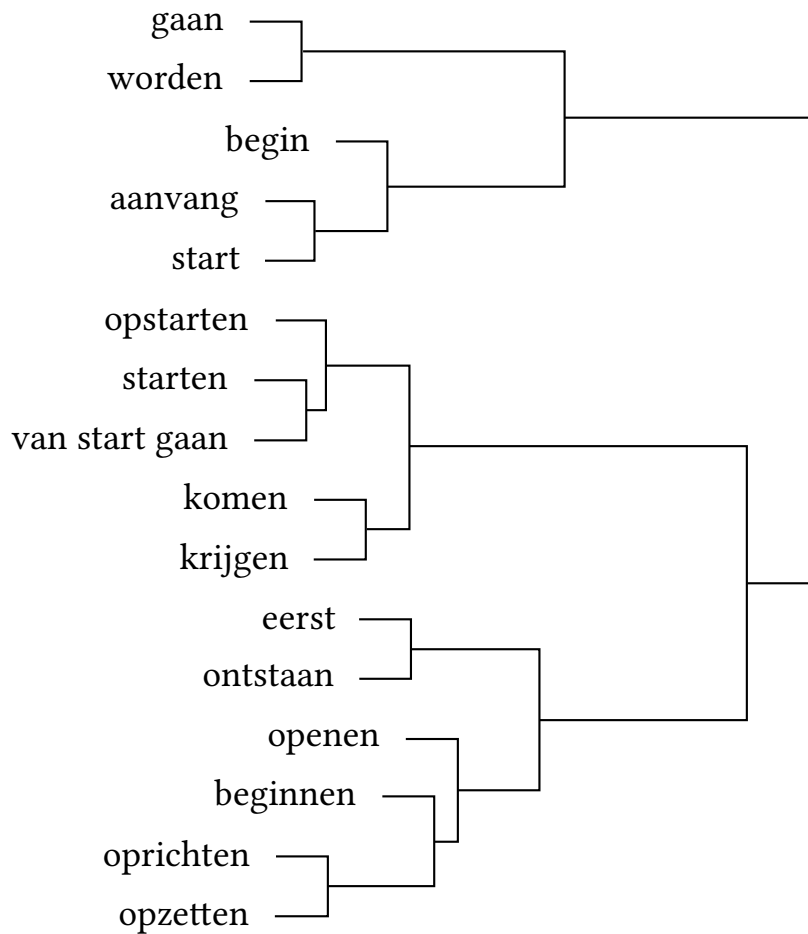 gaan
worden
begin
aanvang
start
opstarten
starten
van start gaan
komen
krijgen
eerst
ontstaan
openen
beginnen
oprichten
opzetten